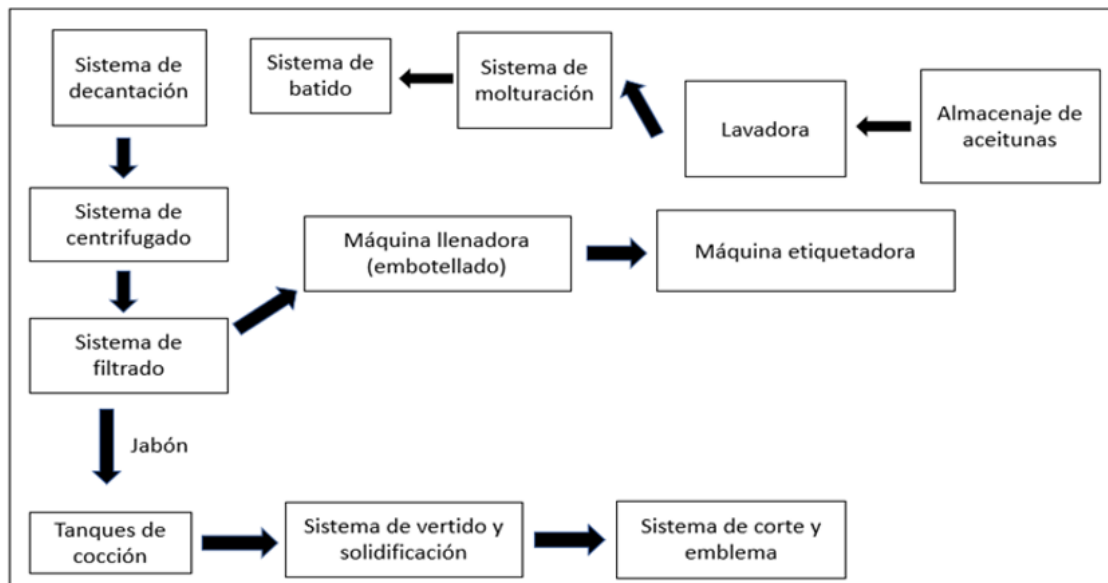 Sistema de
decantación
Sistema de
batido
Sistema de
molturación
Lavadora
Almacenaje de
aceitunas
Sistema de
centrifugado
Máquina llenadora
(embotellado)
Máquina etiquetadora
Sistema de
filtrado
Jabón
Tanques de
cocción
Sistema de vertido y
solidificación
Sistema de corte y
emblema